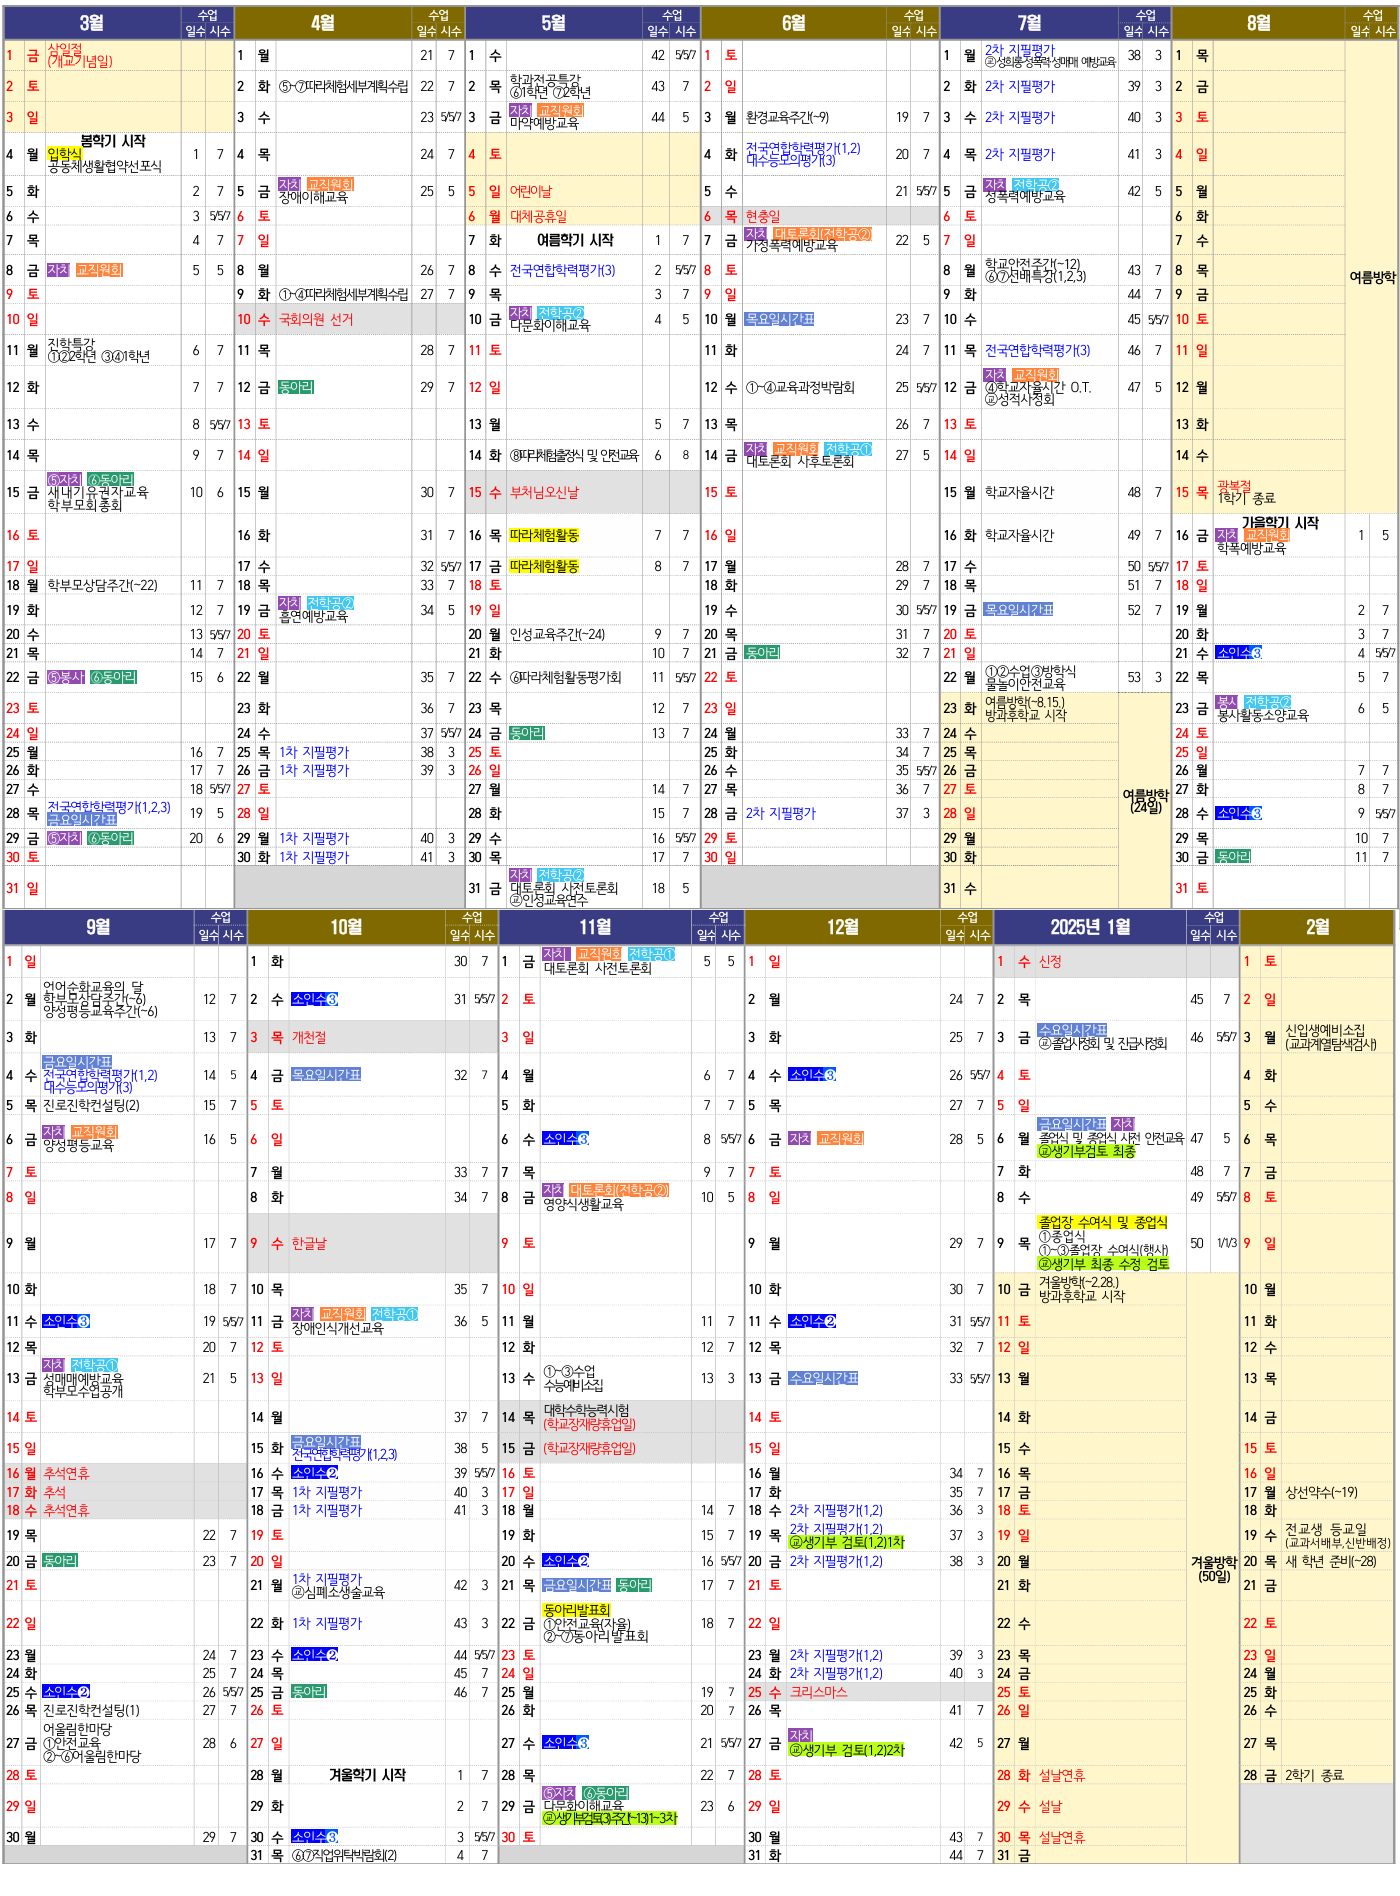 3월 수업 일수 시수
1 금 삼일절
(개교기념일)
2 토
3 일
봄학기 시작
4 월 입학식 1 7
공동체생활협약선포식
5 화 2 7
6 수 3 5/5/7
7 목 4 7
8 금 자치 교직원회 5 5
9 토
10 일
11 월 진학특강 6 7
①②2학년 ③④1학년
12 화 7 7
13 수 8 5/5/7
14 목 9 7
15 금 ⑤자치 ⑥동아리 10 6
새내기유권자교육
학부모회총회
16 토
17 일
18 월 학부모상담주간(~22) 11 7
19 화 12 7
20 수 13 5/5/7
21 목 14 7
22 금 ⑤봉사 ⑥동아리 15 6
23 토
24 일
25 월 16 7
26 화 17 7
27 수 18 5/5/7
28 목 전국연합학력평가(1,2,3) 19 5
금요일시간표
29 금 ⑤자치 ⑥동아리 20 6
30 토
31 일
4월 수업 일수 시수
1 월 21 7
2 화 ⑤~⑦따라체험세부계획수립 22 7
3 수 23 5/5/7
4 목 24 7
5 금 자치 교직원회 25 5
장애이해교육
6 토
7 일
8 월 26 7
9 화 ①~④따라체험세부계획수립 27 7
10 수 국회의원 선거
11 목 28 7
12 금 동아리 29 7
13 토
14 일
15 월 30 7
16 화 31 7
17 수 32 5/5/7
18 목 33 7
19 금 자치 전학공② 34 5
흡연예방교육
20 토
21 일
22 월 35 7
23 화 36 7
24 수 37 5/5/7
25 목 1차 지필평가 38 3
26 금 1차 지필평가 39 3
27 토
28 일
29 월 1차 지필평가 40 3
30 화 1차 지필평가 41 3
5월 수업 일수 시수
1 수 42 5/5/7
2 목 학과전공특강 43 7
⑥1학년 ⑦2학년
3 금 자치 교직원회 44 5
마약예방교육
4 토
5 일 어린이날
6 월 대체공휴일
7 화 여름학기 시작 1 7
8 수 전국연합학력평가(3) 2 5/5/7
9 목 3 7
10 금 자치 전학공② 4 5
다문화이해교육
11 토
12 일
13 월 5 7
14 화 ⑧따라체험출정식 및 안전교육 6 8
15 수 부처님오신날
16 목 따라체험활동 7 7
17 금 따라체험활동 8 7
18 토
19 일
20 월 인성교육주간(~24) 9 7
21 화 10 7
22 수 ⑥따라체험활동평가회 11 5/5/7
23 목 12 7
24 금 동아리 13 7
25 토
26 일
27 월 14 7
28 화 15 7
29 수 16 5/5/7
30 목 17 7
31 금 자치 전학공② 18 5
대토론회 사전토론회
㉠인성교육연수
6월 수업 일수 시수
1 토
2 일
3 월 환경교육주간(~9) 19 7
4 화 전국연합학력평가(1,2) 20 7
대수능모의평가(3)
5 수 21 5/5/7
6 목 현충일
7 금 자치 대토론회(전학공②) 22 5
가정폭력예방교육
8 토
9 일
10 월 목요일시간표 23 7
11 화 24 7
12 수 ①~④교육과정박람회 25 5/5/7
13 목 26 7
14 금 자치 교직원회 전학공① 27 5
대토론회 사후토론회
15 토
16 일
17 월 28 7
18 화 29 7
19 수 30 5/5/7
20 목 31 7
21 금 동아리 32 7
22 토
23 일
24 월 33 7
25 화 34 7
26 수 35 5/5/7
27 목 36 7
28 금 2차 지필평가 37 3
29 토
30 일
7월 수업 일수 시수
1 월 2차 지필평가 38 3
성희롱·성폭력·성매매 예방교육
2 화 2차 지필평가 39 3
3 수 2차 지필평가 40 3
4 목 2차 지필평가 41 3
5 금 자치 전학공② 42 5
성폭력예방교육
6 토
7 일
8 월 학교안전주간(~12) 43 7
⑥⑦선배특강(1,2,3)
9 화 44 7
10 수 45 5/5/7
11 목 전국연합학력평가(3) 46 7
12 금 자치 교직원회 47 5
④학교자율시간 O.T.
성적사정회
13 토
14 일
15 월 학교자율시간 48 7
16 화 학교자율시간 49 7
17 수 50 5/5/7
18 목 51 7
19 금 목요일시간표 52 7
20 토
21 일
22 월 ①②수업③방학식 53 3
물놀이안전교육
23 화 여름방학(~8.15.)
방과후학교 시작
24 수
25 목
26 금
27 토
28 일
29 월
30 화
31 수
여름방학
(24일)
8월 수업 일수 시수
1 목
2 금
3 토
4 일
5 월
6 화
7 수
8 목
9 금
10 토
11 일
12 월
13 화
14 수
15 목 광복절
1학기 종료
여름방학
가을학기 시작
16 금 자치 교직원회 1 5
학폭예방교육
17 토
18 일
19 월 2 7
20 화 3 7
21 수 소인수❸ 4 5/5/7
22 목 5 7
23 금 봉사 전학공② 6 5
봉사활동소양교육
24 토
25 일
26 월 7 7
27 화 8 7
28 수 소인수❸ 9 5/5/7
29 목 10 7
30 금 동아리 11 7
31 토
9월 수업 일수 시수
1 일
2 월 언어순화교육의 달 12 7
학부모상담주간(~6)
양성평등교육주간(~6)
3 화 13 7
4 수 금요일시간표 14 5
전국연합학력평가(1,2)
대수능모의평가(3)
5 목 진로진학컨설팅(2) 15 7
6 금 자치 교직원회 16 5
양성평등교육
7 토
8 일
9 월 17 7
10 화 18 7
11 수 소인수❸ 19 5/5/7
12 목 20 7
13 금 자치 전학공① 21 5
성매매예방교육
학부모수업공개
14 토
15 일
16 월 추석연휴
17 화 추석
18 수 추석연휴
19 목 22 7
20 금 동아리 23 7
21 토
22 일
23 월 24 7
24 화 25 7
25 수 소인수❷ 26 5/5/7
26 목 진로진학컨설팅(1) 27 7
27 금 어울림한마당 28 6
①안전교육
②~⑥어울림한마당
28 토
29 일
30 월 29 7
10월 수업 일수 시수
1 화 30 7
2 수 소인수❸ 31 5/5/7
3 목 개천절
4 금 목요일시간표 32 7
5 토
6 일
7 월 33 7
8 화 34 7
9 수 한글날
10 목 35 7
11 금 자치 교직원회 전학공① 36 5
장애인식개선교육
12 토
13 일
14 월 37 7
15 화 금요일시간표 38 5
전국연합학력평가(1,2,3)
16 수 소인수❷ 39 5/5/7
17 목 1차 지필평가 40 3
18 금 1차 지필평가 41 3
19 토
20 일
21 월 1차 지필평가 42 3
심폐소생술교육
22 화 1차 지필평가 43 3
23 수 소인수❷ 44 5/5/7
24 목 45 7
25 금 동아리 46 7
26 토
27 일
28 월 겨울학기 시작 1 7
29 화 2 7
30 수 소인수❸ 3 5/5/7
31 목 ⑥⑦직업위탁박람회(2) 4 7
11월 수업 일수 시수
1 금 자치 교직원회 전학공① 5 5
대토론회 사전토론회
2 토
3 일
4 월 6 7
5 화 7 7
6 수 소인수❸ 8 5/5/7
7 목 9 7
8 금 자치 대토론회(전학공②) 10 5
영양식생활교육
9 토
10 일
11 월 11 7
12 화 12 7
13 수 ①~③수업 13 3
수능예비소집
14 목 대학수학능력시험
(학교장재량휴업일)
15 금 (학교장재량휴업일)
16 토
17 일
18 월 14 7
19 화 15 7
20 수 소인수❷ 16 5/5/7
21 목 금요일시간표 동아리 17 7
22 금 동아리발표회 18 7
①안전교육(자율)
②~⑦동아리발표회
23 토
24 일
25 월 19 7
26 화 20 7
27 수 소인수❸ 21 5/5/7
28 목 22 7
29 금 ⑤자치 ⑥동아리 23 6
다문화이해교육
생기부검토(3)주간(~13)1~3차
30 토
12월 수업 일수 시수
1 일
2 월 24 7
3 화 25 7
4 수 소인수❸ 26 5/5/7
5 목 27 7
6 금 자치 교직원회 28 5
7 토
8 일
9 월 29 7
10 화 30 7
11 수 소인수❷ 31 5/5/7
12 목 32 7
13 금 수요일시간표 33 5/5/7
14 토
15 일
16 월 34 7
17 화 35 7
18 수 2차 지필평가(1,2) 36 3
19 목 2차 지필평가(1,2) 37 3
생기부 검토(1,2)1차
20 금 2차 지필평가(1,2) 38 3
21 토
22 일
23 월 2차 지필평가(1,2) 39 3
24 화 2차 지필평가(1,2) 40 3
25 수 크리스마스
26 목 41 7
27 금 자치 42 5
생기부 검토(1,2)2차
28 토
29 일
30 월 43 7
31 화 44 7
2025년 1월 수업 일수 시수
1 수 신정
2 목 45 7
3 금 수요일시간표 46 5/5/7
졸업사정회 및 진급사정회
4 토
5 일
6 월 금요일시간표 자치 47 5
졸업식 및 종업식 사전 안전교육
생기부검토 최종
7 화 48 7
8 수 49 5/5/7
9 목 졸업장 수여식 및 종업식 50 1/1/3
①종업식
①~③졸업장 수여식(행사)
생기부 최종 수정 검토
10 금 겨울방학(~2.28.)
방과후학교 시작
11 토
12 일
13 월
14 화
15 수
16 목
17 금
18 토
19 일
20 월
21 화
22 수
23 목
24 금
25 토
26 일
27 월
28 화 설날연휴
29 수 설날
30 목 설날연휴
31 금
겨울방학
(50일)
2월
1 토
2 일
3 월 신입생예비소집
(교과계열탐색검사)
4 화
5 수
6 목
7 금
8 토
9 일
10 월
11 화
12 수
13 목
14 금
15 토
16 일
17 월 상선약수(~19)
18 화
19 수 전교생 등교일
(교과서배부,신반배정)
20 목 새 학년 준비(~28)
21 금
22 토
23 일
24 월
25 화
26 수
27 목
28 금 2학기 종료